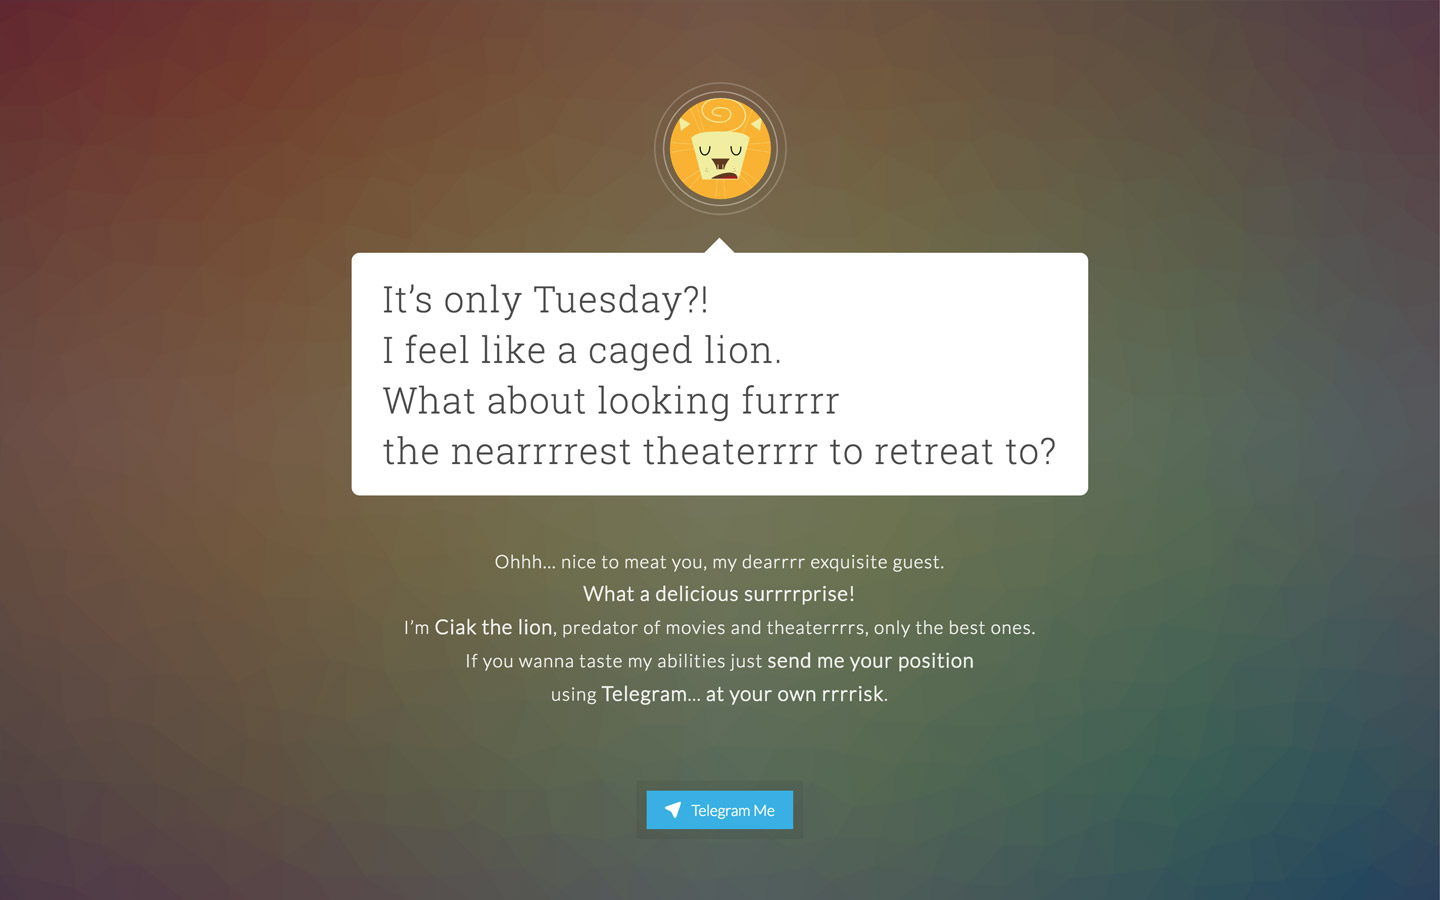 It’s only Tuesday?!
I feel like a caged lion.
What about looking furrrr
the nearrrrest theaterrrr to retreat to?
Ohhh... nice to meat you, my dearrrr exquisite guest.
What a delicious surrrrprise!
I’m Ciak the lion, predator of movies and theaterrrrs, only the best ones.
If you wanna taste my abilities just send me your position
using Telegram... at your own rrrrisk.
Telegram Me